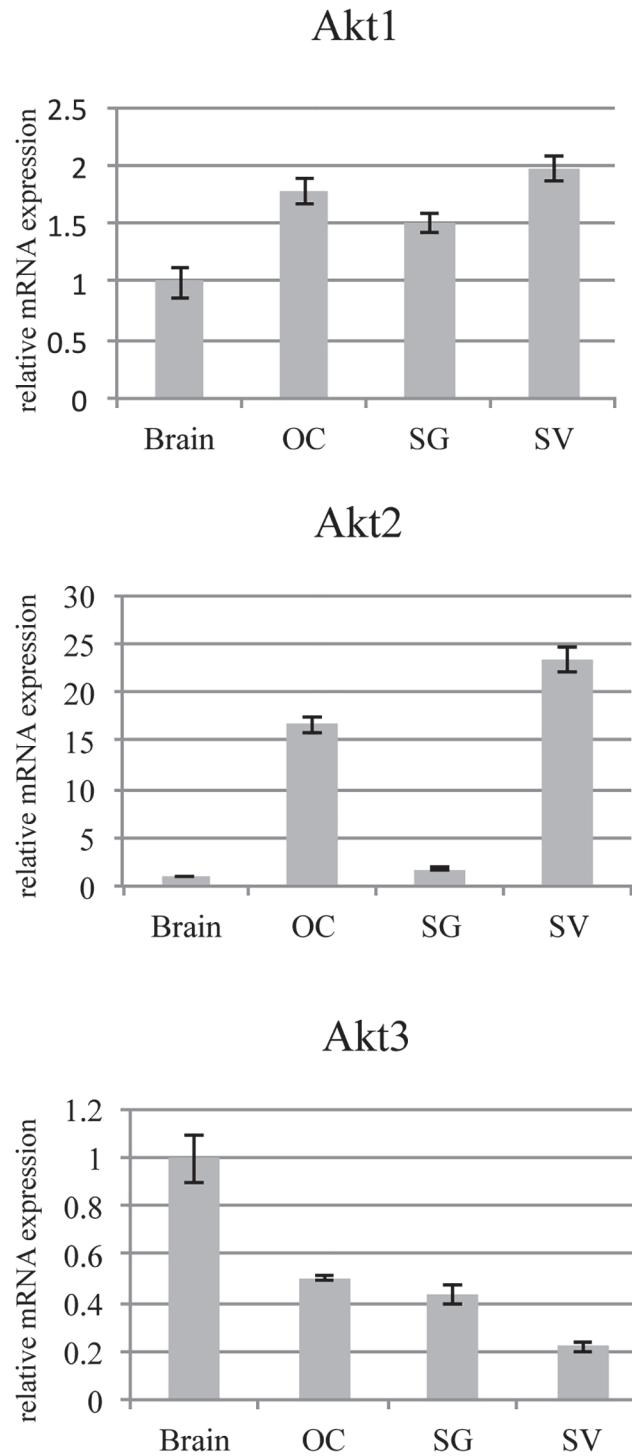 Akt1
relative mRNA expression
2.5
2
1.5
1
0.5
0
Brain OC SG SV
Akt2
relative mRNA expression
30
25
20
15
10
5
0
Brain OC SG SV
Akt3
relative mRNA expression
1.2
1
0.8
0.6
0.4
0.2
0
Brain OC SG SV